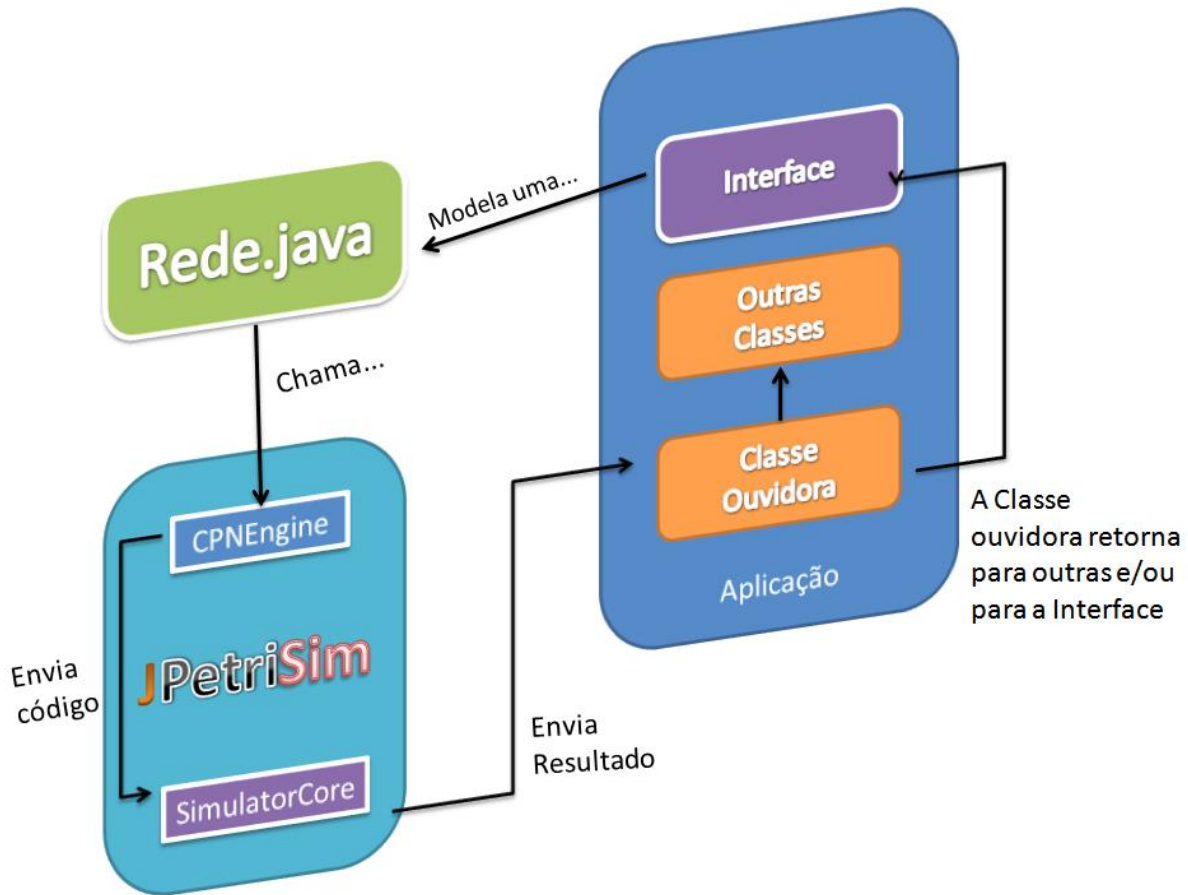 Interface
Modela uma...
Rede.java
Outras
Classes
Chama...
Classe
Ouvidora
A Classe
ouvidora retorna
para outras e/ou
para a Interface
CPNEngine
Aplicação
JPetriSim
Envia
código
Envia
Resultado
SimulatorCore